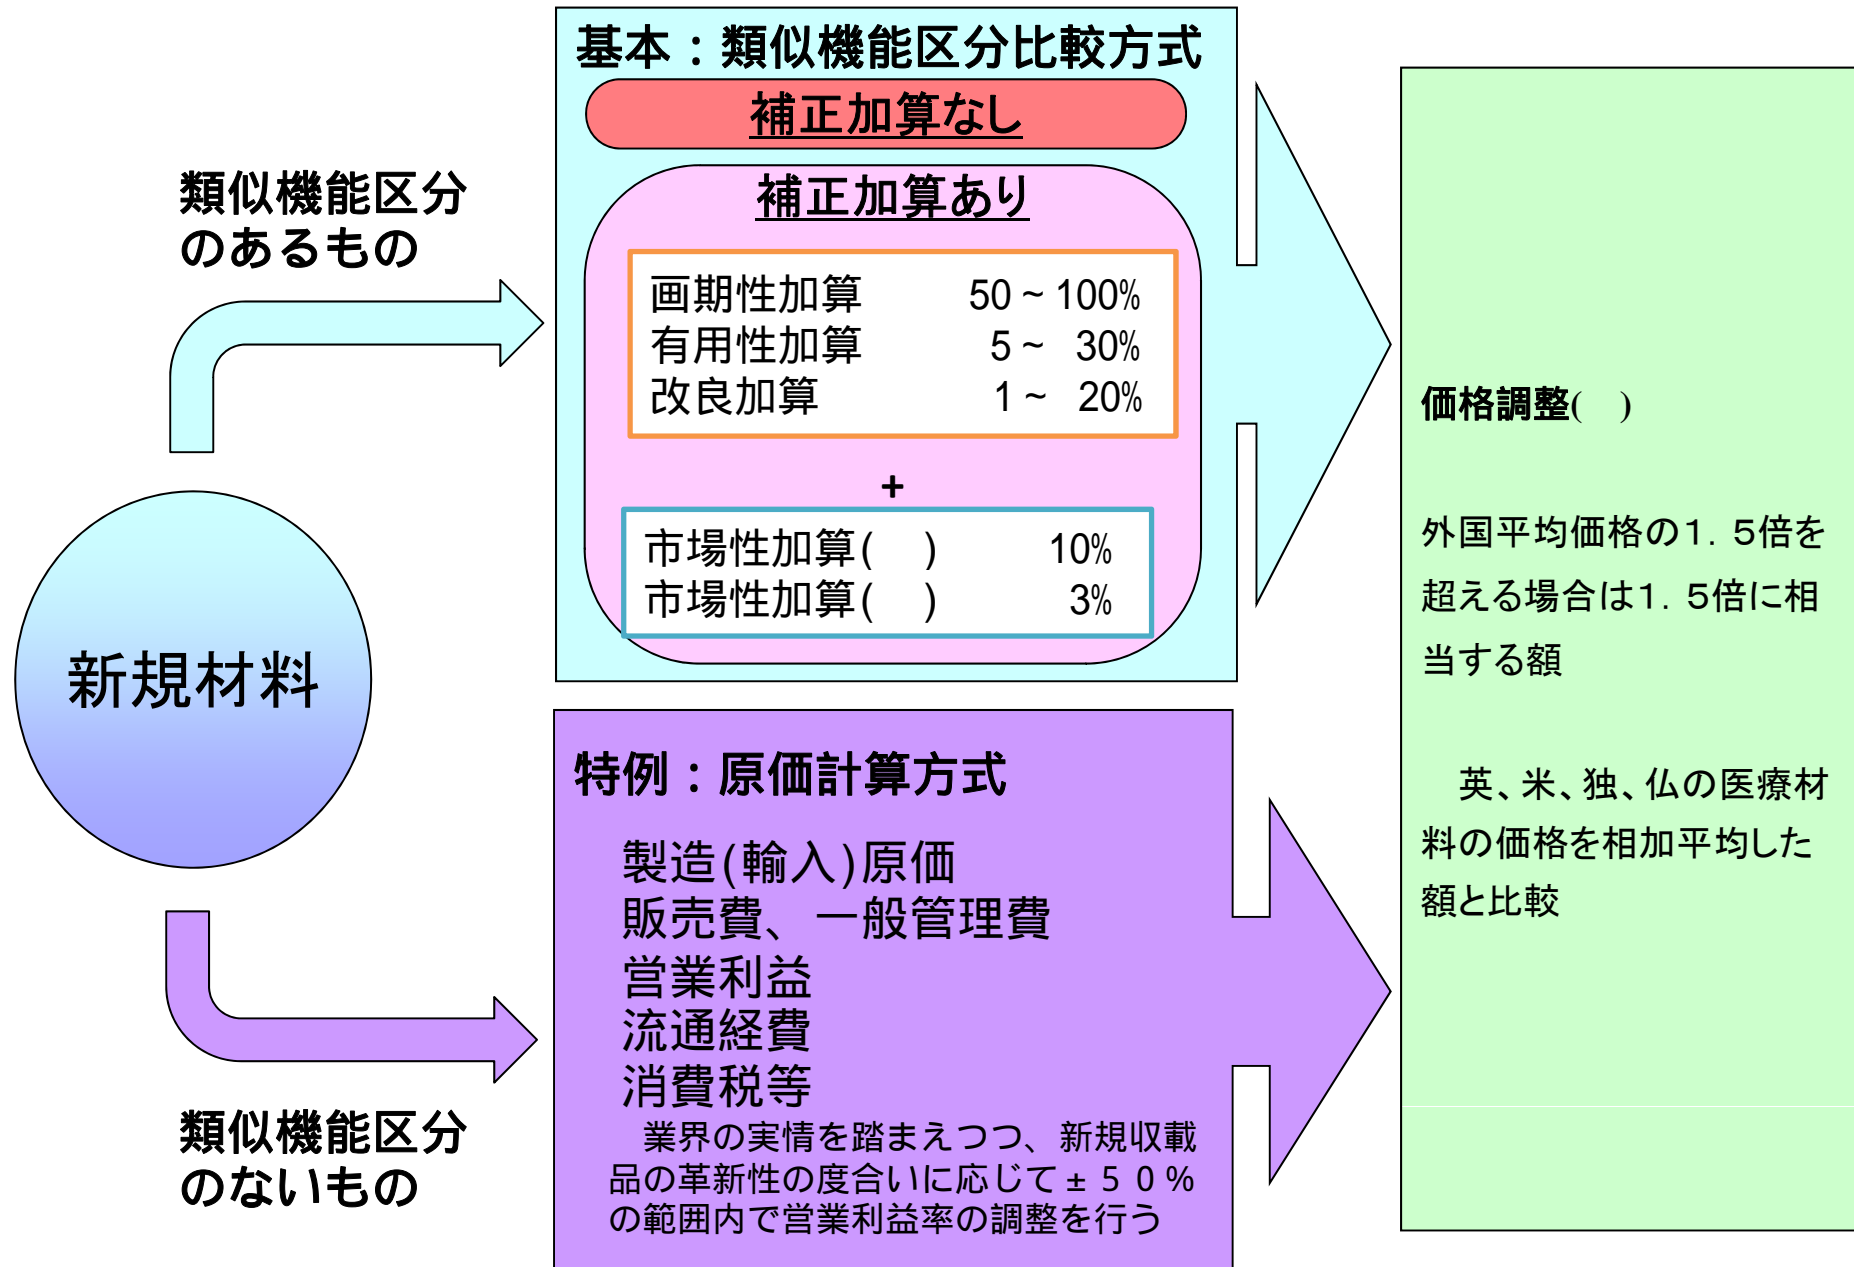 新規材料
類似機能区分
のあるもの
基本：類似機能区分比較方式
補正加算なし
補正加算あり
画期性加算 50～100%
有用性加算 5～ 30%
改良加算 1～ 20%
+
市場性加算(　) 10%
市場性加算(　) 3%
類似機能区分
のないもの
特例：原価計算方式
製造(輸入)原価
販売費、一般管理費
営業利益
流通経費
消費税等
業界の実情を踏まえつつ、新規収載
品の革新性の度合いに応じて±５０%
の範囲内で営業利益率の調整を行う
価格調整(　)
外国平均価格の１．５倍を
超える場合は１．５倍に相
当する額
英、米、独、仏の医療材
料の価格を相加平均した
額と比較